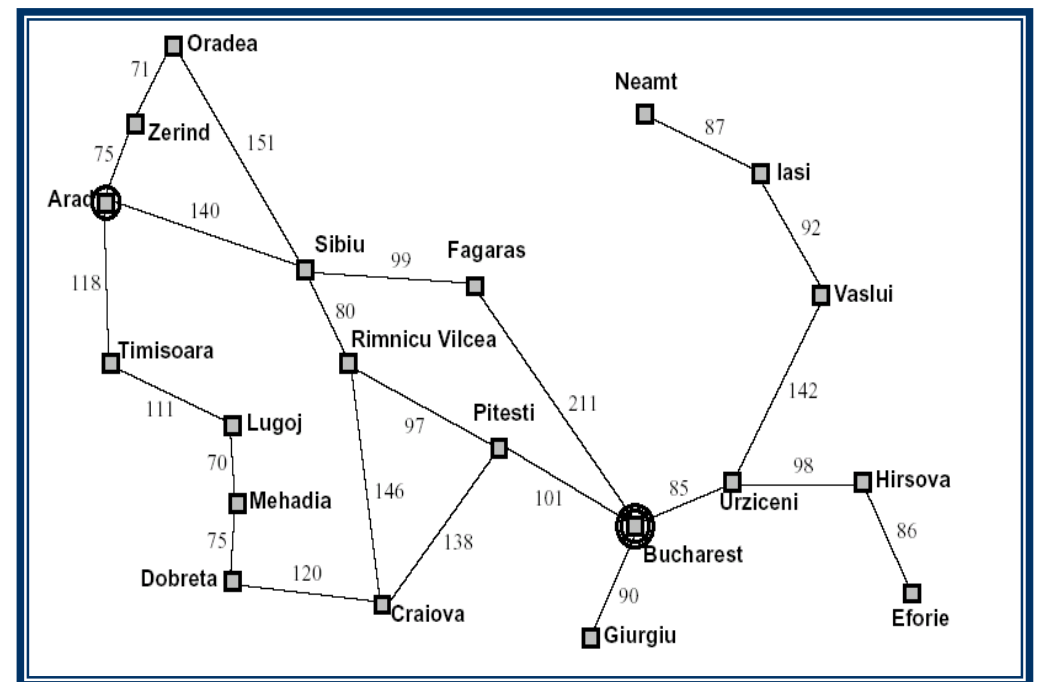 Oradea
71
Neamt
Zerind
87
151
75
Iasi
Arad
140
92
Sibiu
Fagaras
99
118
Vaslui
80
Rimnicu Vilcea
Timisoara
142
111
211
Pitesti
Lugoj
97
70
98
Hirsova
85
146
101
Urziceni
Mehadia
86
75
138
Bucharest
120
Dobreta
90
Craiova
Eforie
Giurgiu